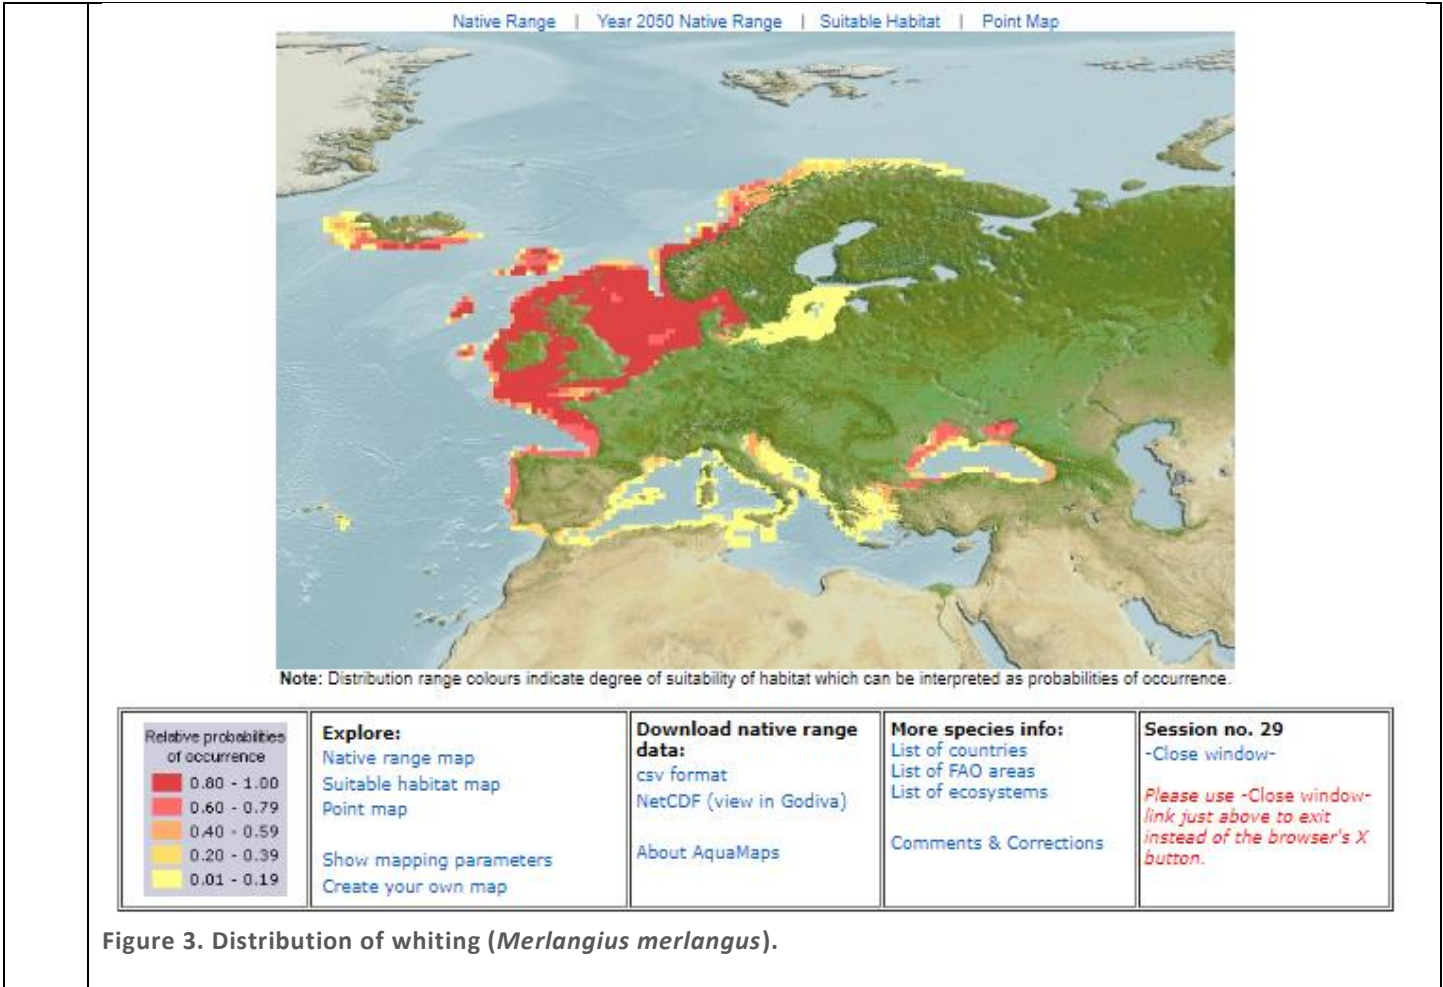 Native Range | Year 2050 Native Range | Suitable Habitat | Point Map
Note: Distribution range colours indicate degree of suitability of habitat which can be interpreted as probabilities of occurrence.
Relative probabilities
of occurrence
0.80 - 1.00
0.60 - 0.79
0.40 - 0.59
0.20 - 0.39
0.01 - 0.19
Explore:
Native range map
Suitable habitat map
Point map
Show mapping parameters
Create your own map
Download native range
data:
csv format
NetCDF (view in Godiva)
About AquaMaps
More species info:
List of countries
List of FAO areas
List of ecosystems
Comments & Corrections
Session no. 29
-Close window-
Please use -Close window-
link just above to exit
instead of the browser's X
button.
Figure 3. Distribution of whiting (Merlangius merlangus).